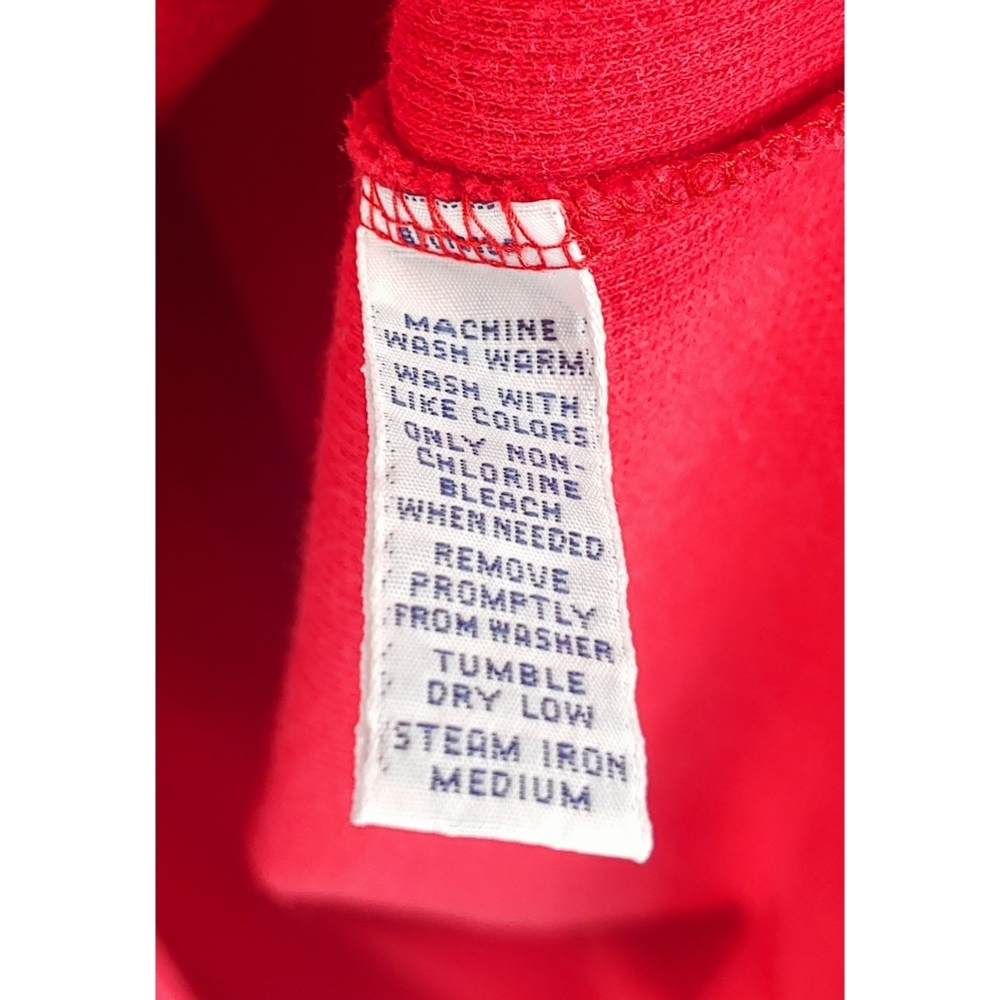 MACHINE
WASH WARM
WASH WITH
LIKE COLORS
ONLY NON-
CHLORINE
BLEACH
WHEN NEEDED
REMOVE
PROMPTLY
FROM WASHER
TUMBLE
DRY LOW
STEAM IRON
MEDIUM